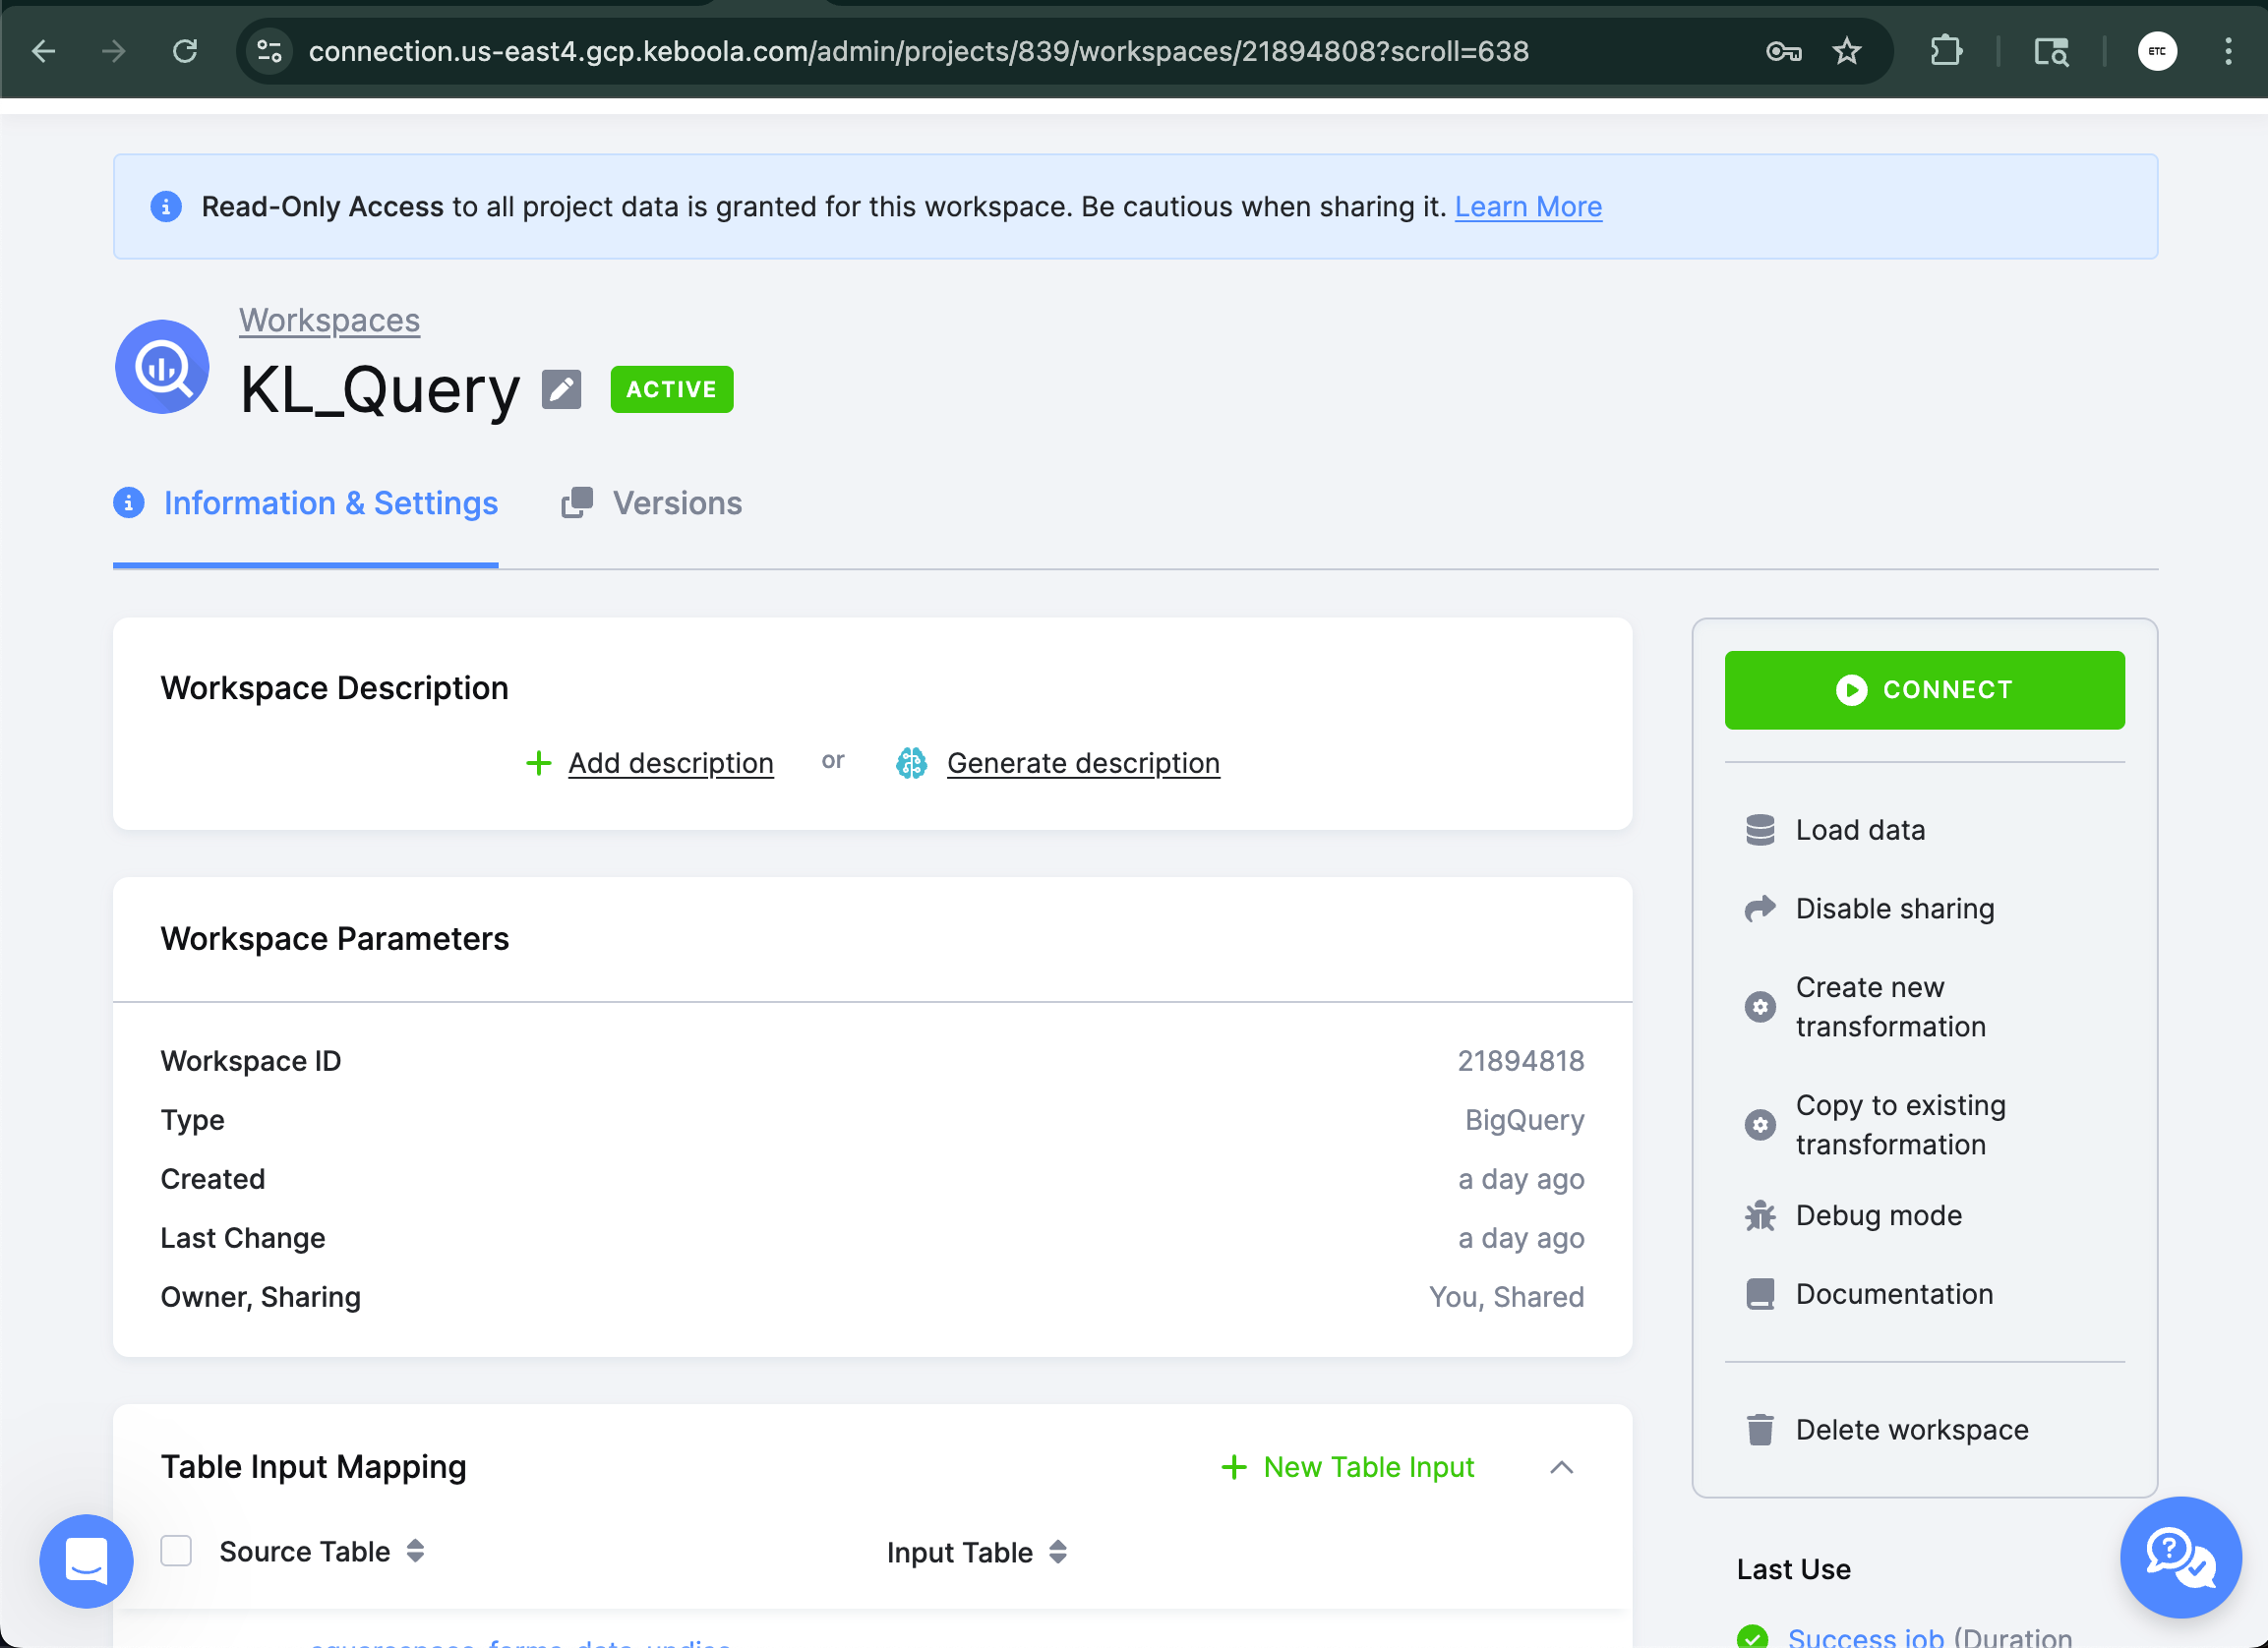 connection.us-east4.gcp.keboola.com/admin/projects/839/workspaces/21894808?scroll=638
ETC
Read-Only Access to all project data is granted for this workspace. Be cautious when sharing it. Learn More
Workspaces
KL_Query
ACTIVE
Information & Settings
Versions
Workspace Description
Add description or Generate description
Workspace Parameters
Workspace ID 21894818
Type BigQuery
Created a day ago
Last Change a day ago
Owner, Sharing You, Shared
Table Input Mapping
New Table Input
Source Table Input Table
CONNECT
Load data
Disable sharing
Create new
transformation
Copy to existing
transformation
Debug mode
Documentation
Delete workspace
Last Use
Success job (Duration